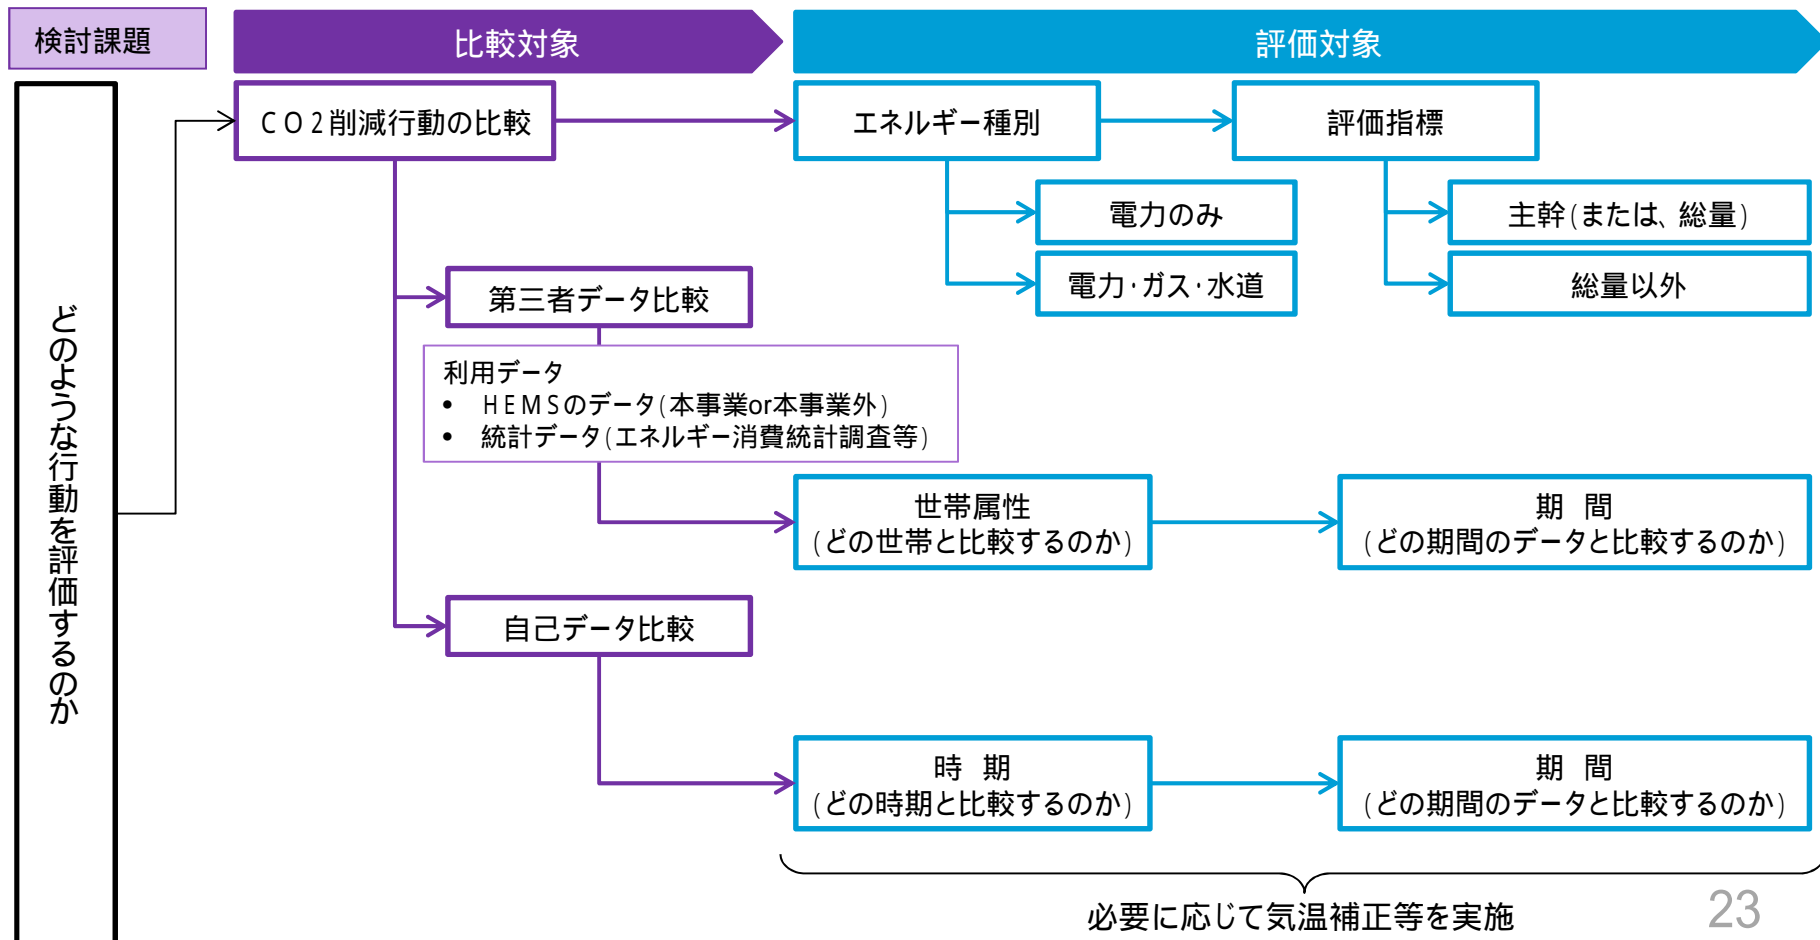 検討課題
比較対象
評価対象
どのような行動を評価するのか
CO2削減行動の比較
エネルギー種別
評価指標
電力のみ
主幹(または、総量)
電力・ガス・水道
総量以外
第三者データ比較
利用データ
• HEMSのデータ(本事業or本事業外)
• 統計データ(エネルギー消費統計調査等)
世帯属性
(どの世帯と比較するのか)
期 間
(どの期間のデータと比較するのか)
自己データ比較
時 期
(どの時期と比較するのか)
期 間
(どの期間のデータと比較するのか)
必要に応じて気温補正等を実施
23